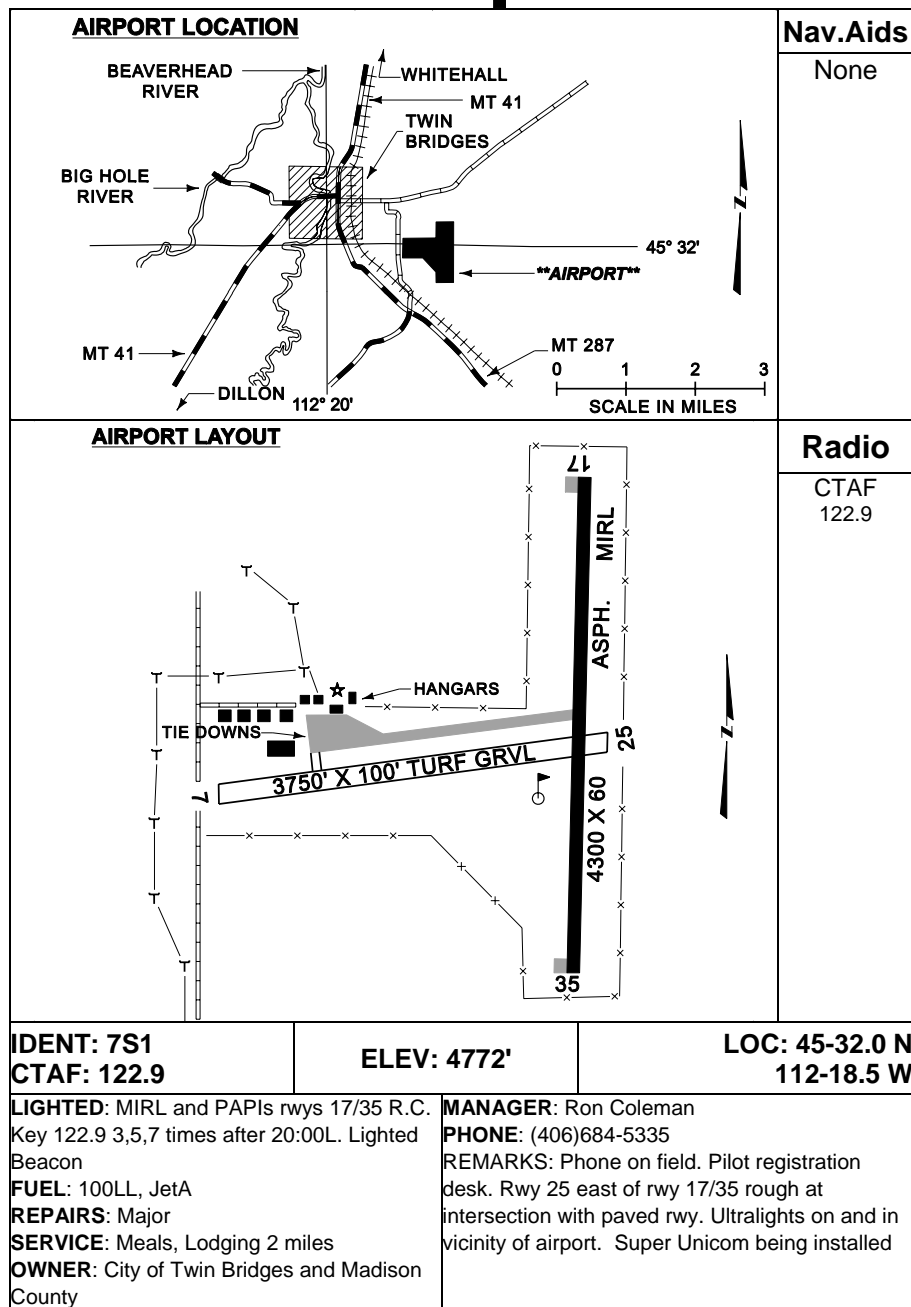 AIRPORT LOCATION
Nav.Aids
None
BEAVERHEAD
RIVER
WHITEHALL
MT 41
TWIN
BRIDGES
BIG HOLE
RIVER
N
45° 32'
**AIRPORT**
MT 41
MT 287
DILLON
112° 20'
0 1 2 3
SCALE IN MILES
AIRPORT LAYOUT
Radio
CTAF
122.9
17
MIRL
ASPH.
HANGARS
TIE DOWNS
N
25
3750' X 100' TURF GRVL
7
4300 X 60
35
IDENT: 7S1
CTAF: 122.9
ELEV: 4772'
LOC: 45-32.0 N
112-18.5 W
LIGHTED: MIRL and PAPIs rwys 17/35 R.C.
Key 122.9 3,5,7 times after 20:00L. Lighted
Beacon
FUEL: 100LL, JetA
REPAIRS: Major
SERVICE: Meals, Lodging 2 miles
OWNER: City of Twin Bridges and Madison
County
MANAGER: Ron Coleman
PHONE: (406)684-5335
REMARKS: Phone on field. Pilot registration
desk. Rwy 25 east of rwy 17/35 rough at
intersection with paved rwy. Ultralights on and in
vicinity of airport. Super Unicom being installed